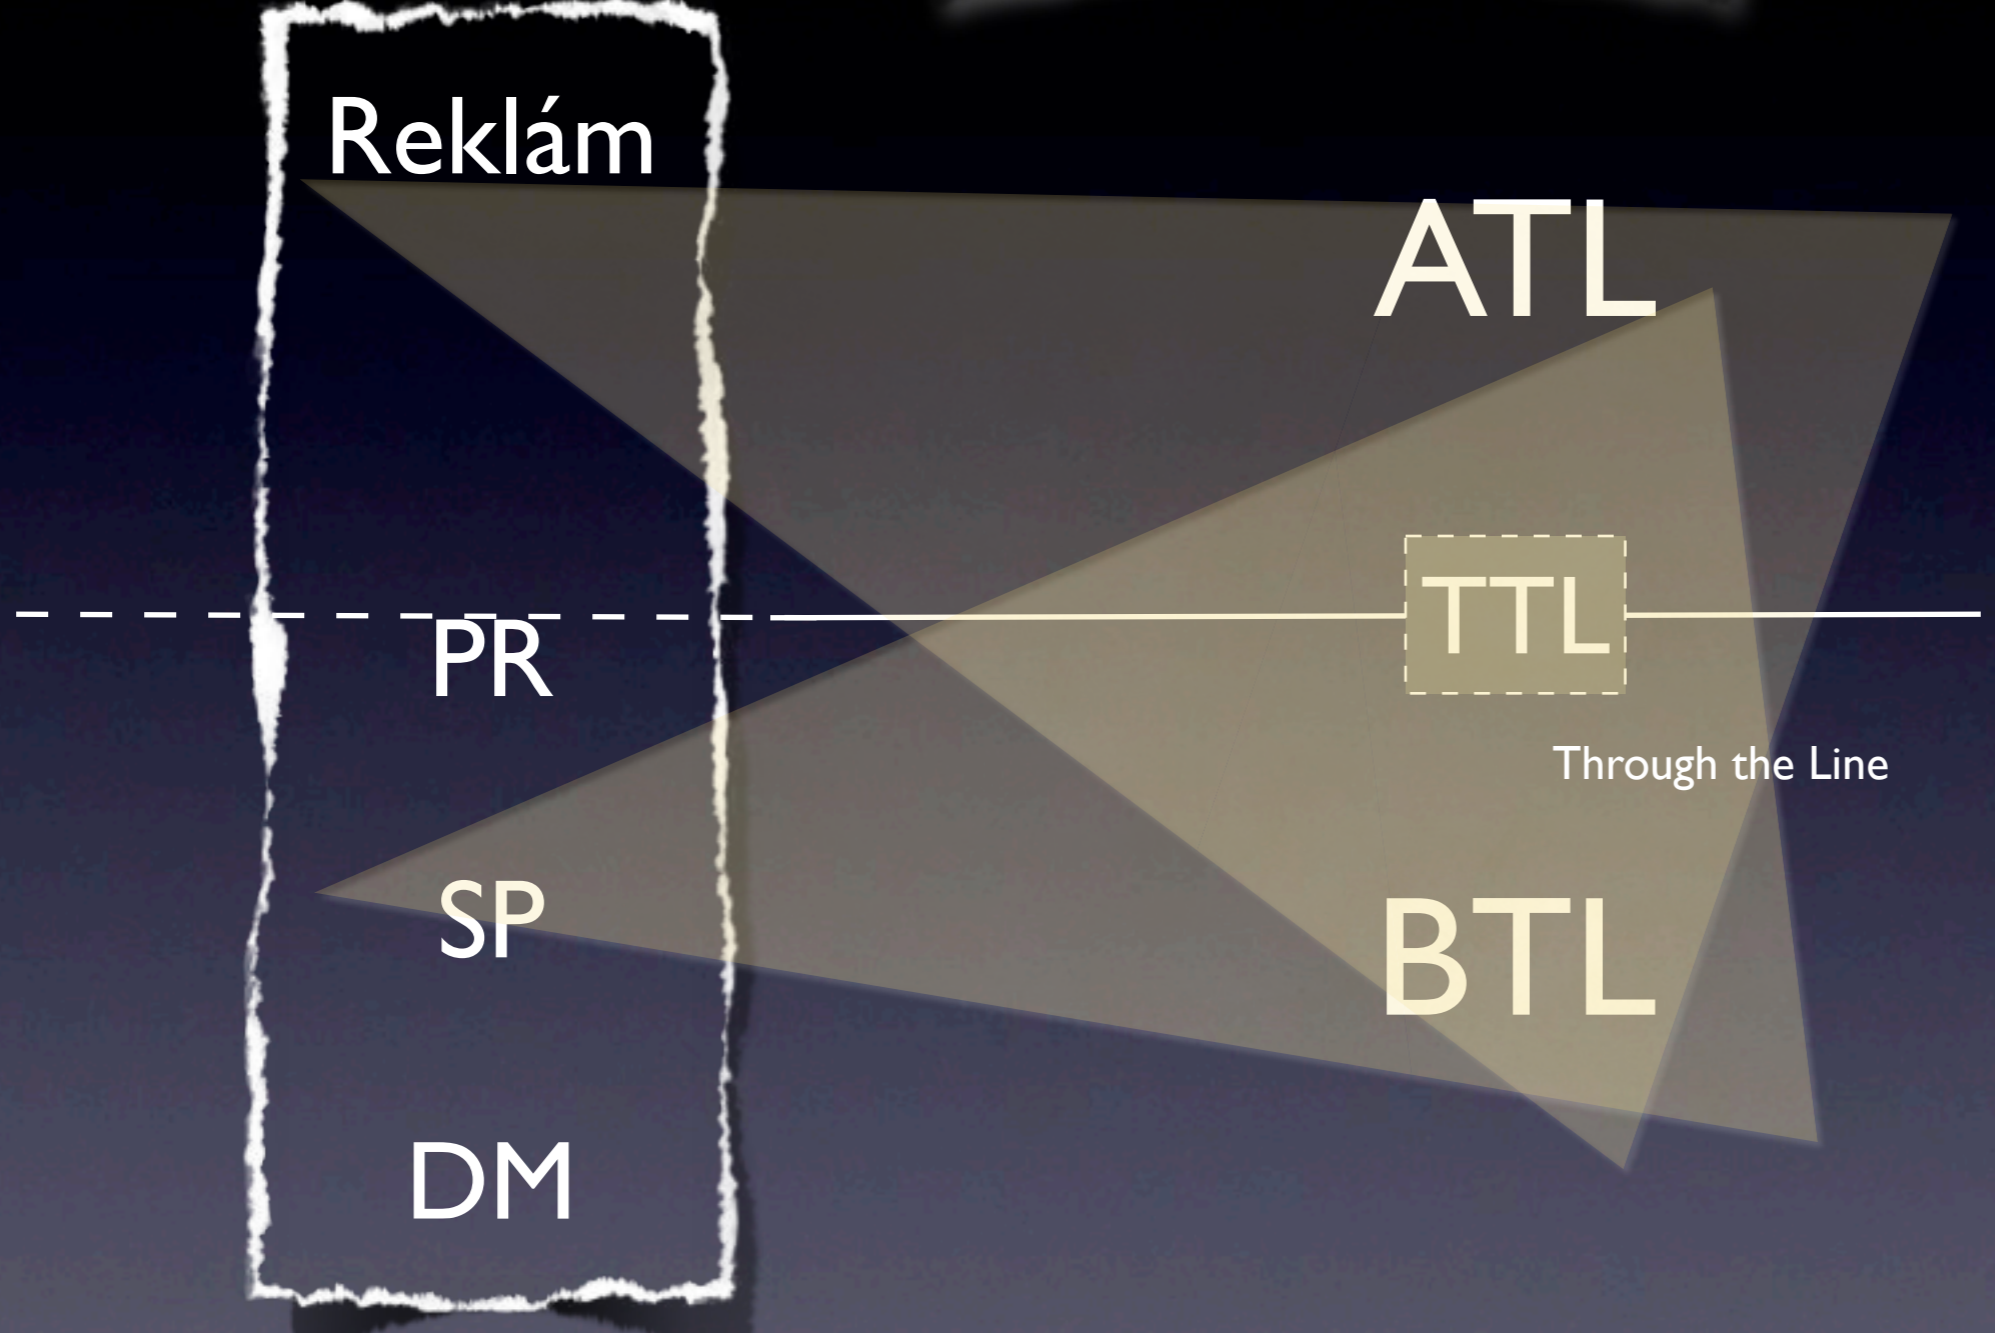 Reklám
ATL
TTL
PR
Through the Line
SP
BTL
DM